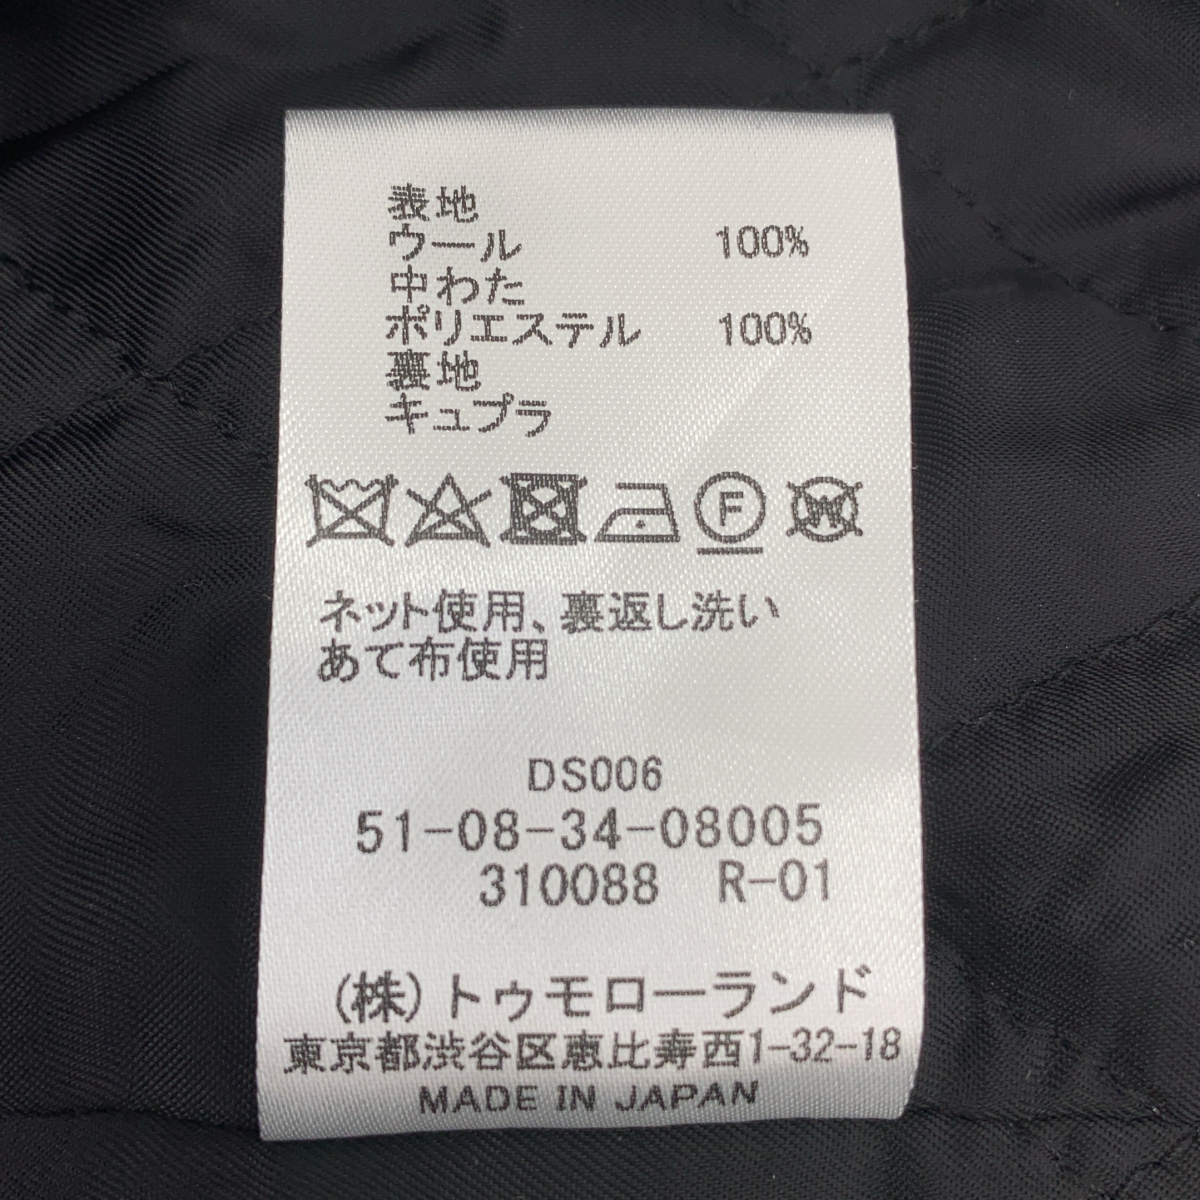 表地
ウール 100%
中わた
ポリエステル 100%
裏地
キュプラ
F W
ネット使用、裏返し洗い
あて布使用
DS006
51-08-34-08005
310088 R-01
(株)トゥモローランド
東京都渋谷区恵比寿西1-32-18
MADE IN JAPAN